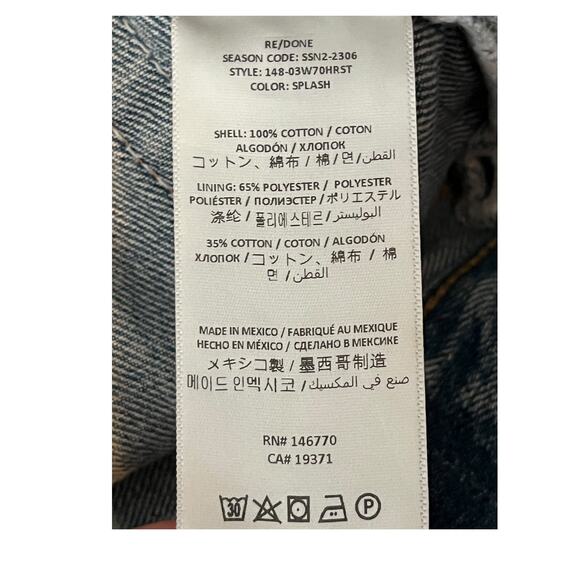 RE/DONE
SEASON CODE: SSN2-2306
STYLE: 148-03W70HRST
COLOR: SPLASH
SHELL: 100% COTTON / COTON
ALGODÓN / ХЛОПОК
コットン、綿布 / 棉 / 면 / القطن
LINING: 65% POLYESTER / POLYESTER
POLIÉSTER / ПОЛИЭСТЕР / ポリエステル
涤纶 / 폴리에스테르 / البوليستر
35% COTTON / COTON / ALGODÓN
ХЛОПОК / コットン、綿布 / 棉
면 / القطن
MADE IN MEXICO / FABRIQUÉ AU MEXIQUE
HECHO EN MÉXICO / СДЕЛАНО В МЕКСИКЕ
メキシコ製 / 墨西哥制造
메이드인멕시코 / صنع في المكسيك
RN# 146770
CA# 19371
30 P